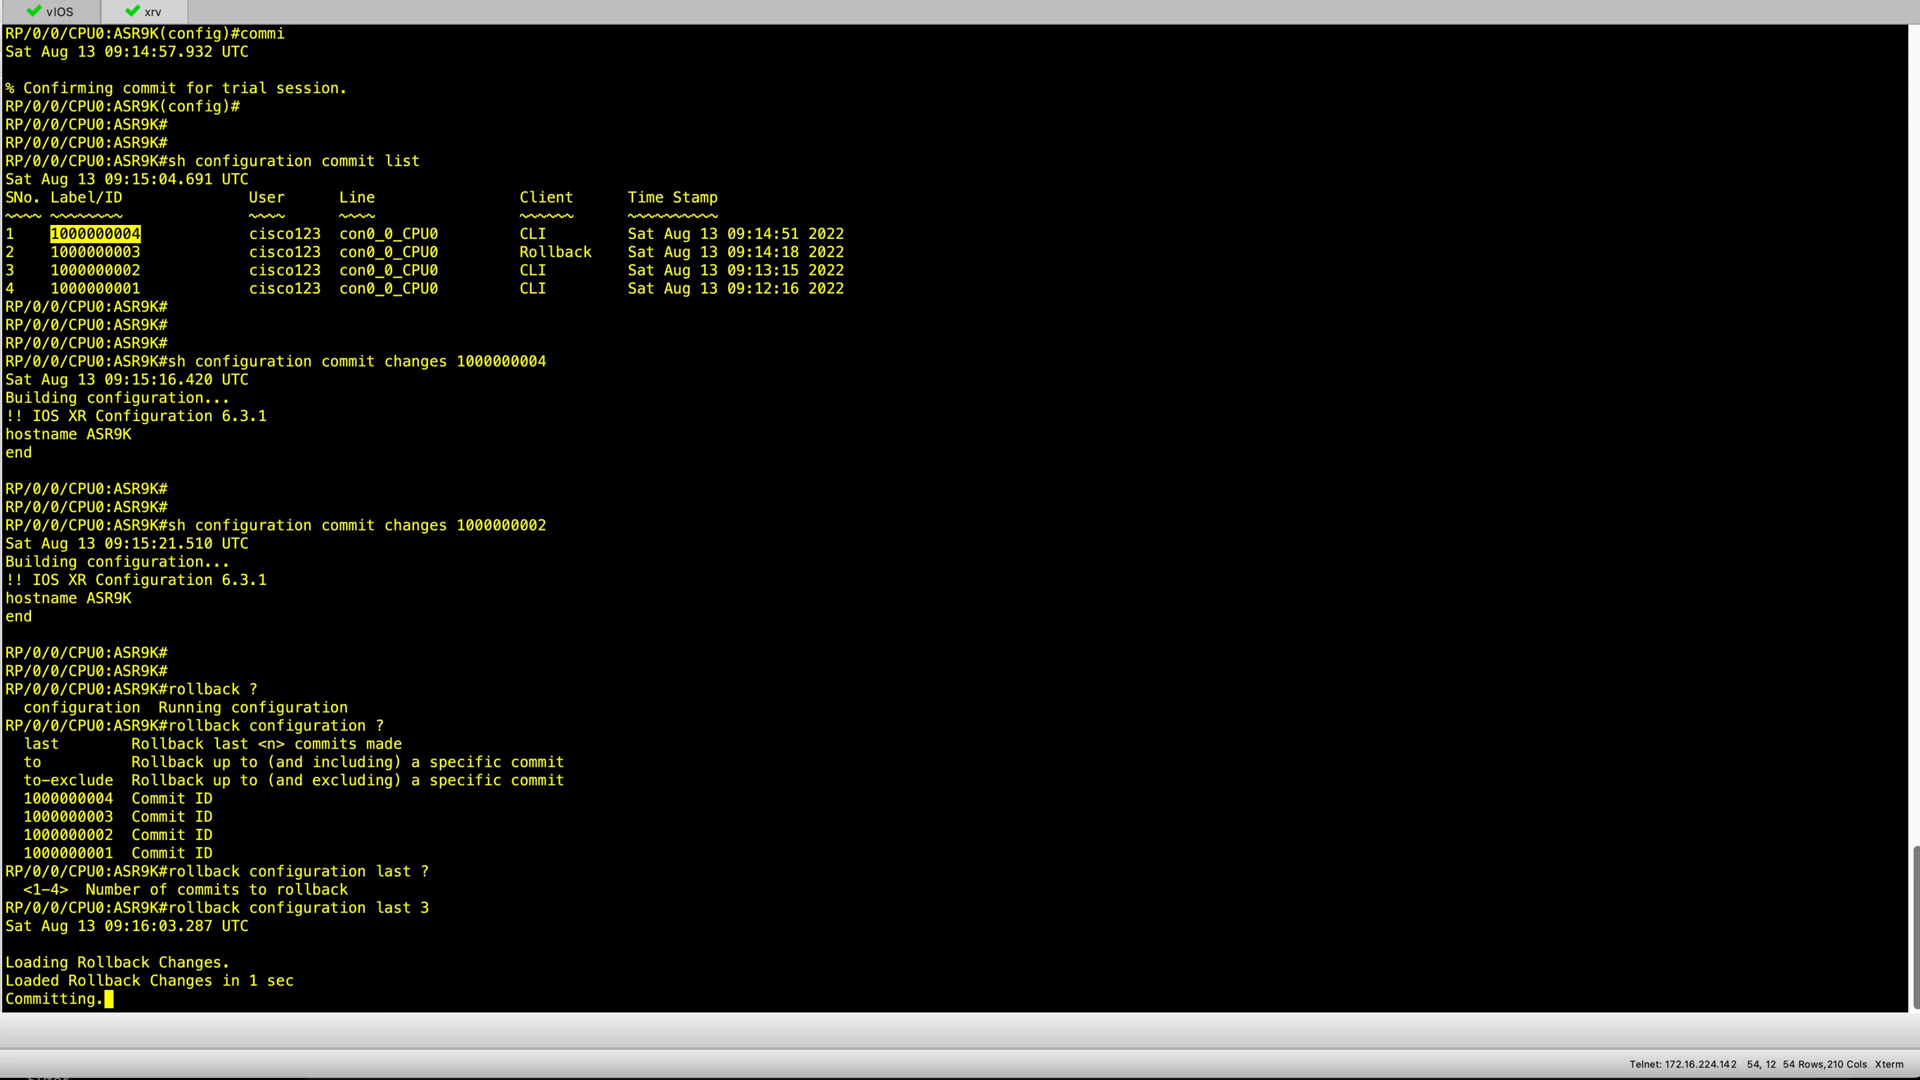 vIOS xrv
RP/0/0/CPU0:ASR9K(config)#commi
Sat Aug 13 09:14:57.932 UTC
% Confirming commit for trial session.
RP/0/0/CPU0:ASR9K(config)#
RP/0/0/CPU0:ASR9K#
RP/0/0/CPU0:ASR9K#
RP/0/0/CPU0:ASR9K#sh configuration commit list
Sat Aug 13 09:15:04.691 UTC
SNo. Label/ID              User      Line                Client      Time Stamp
~~~~ ~~~~~~~~              ~~~~      ~~~~                ~~~~~~      ~~~~~~~~~~
1    1000000004            cisco123  con0_0_CPU0         CLI         Sat Aug 13 09:14:51 2022
2    1000000003            cisco123  con0_0_CPU0         Rollback    Sat Aug 13 09:14:18 2022
3    1000000002            cisco123  con0_0_CPU0         CLI         Sat Aug 13 09:13:15 2022
4    1000000001            cisco123  con0_0_CPU0         CLI         Sat Aug 13 09:12:16 2022
RP/0/0/CPU0:ASR9K#
RP/0/0/CPU0:ASR9K#
RP/0/0/CPU0:ASR9K#
RP/0/0/CPU0:ASR9K#sh configuration commit changes 1000000004
Sat Aug 13 09:15:16.420 UTC
Building configuration...
!! IOS XR Configuration 6.3.1
hostname ASR9K
end
RP/0/0/CPU0:ASR9K#
RP/0/0/CPU0:ASR9K#
RP/0/0/CPU0:ASR9K#sh configuration commit changes 1000000002
Sat Aug 13 09:15:21.510 UTC
Building configuration...
!! IOS XR Configuration 6.3.1
hostname ASR9K
end
RP/0/0/CPU0:ASR9K#
RP/0/0/CPU0:ASR9K#
RP/0/0/CPU0:ASR9K#rollback ?
  configuration  Running configuration
RP/0/0/CPU0:ASR9K#rollback configuration ?
  last        Rollback last <n> commits made
  to          Rollback up to (and including) a specific commit
  to-exclude  Rollback up to (and excluding) a specific commit
  1000000004  Commit ID
  1000000003  Commit ID
  1000000002  Commit ID
  1000000001  Commit ID
RP/0/0/CPU0:ASR9K#rollback configuration last ?
  <1-4>  Number of commits to rollback
RP/0/0/CPU0:ASR9K#rollback configuration last 3
Sat Aug 13 09:16:03.287 UTC
Loading Rollback Changes.
Loaded Rollback Changes in 1 sec
Committing.
Telnet: 172.16.224.142 54, 12 54 Rows,210 Cols Xterm